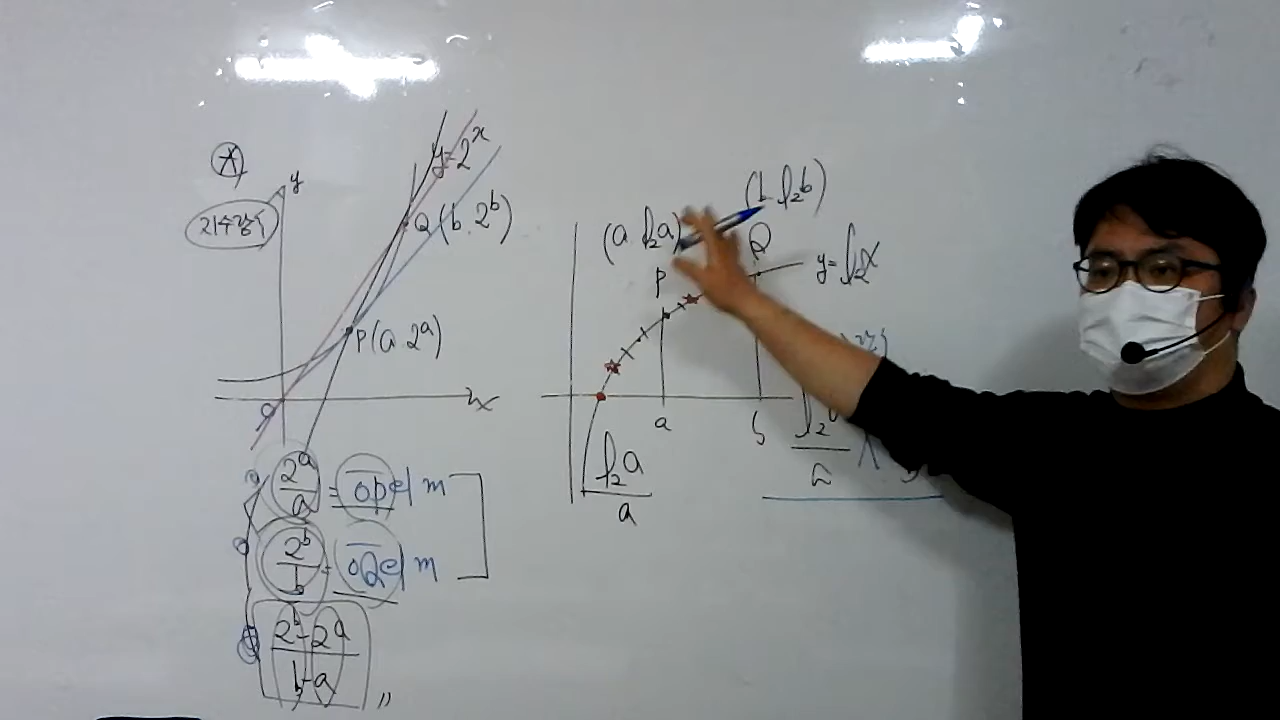 y
지수함수
y=2^x
Q(b, 2^b)
P(a, 2^a)
x
O
2^a/a = OP의 m
2^b/b = OQ의 m
(2^b-2^a)/(b-a)
(a, log₂a)
(b, log₂b)
P
Q
y=log₂x
a
b
log₂a/a